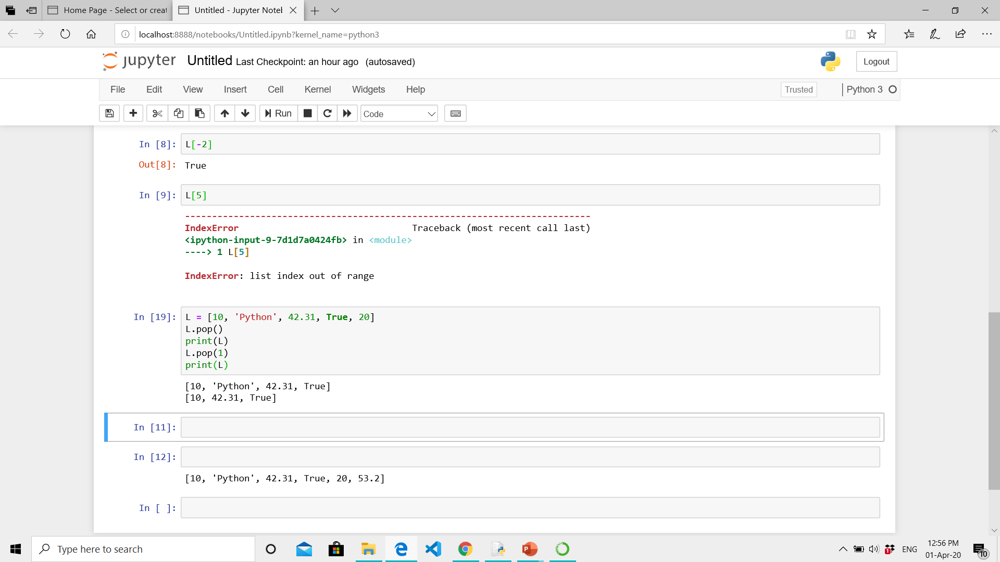 Home Page - Select or creat
Untitled - Jupyter Noteb
localhost:8888/notebooks/Untitled.ipynb?kernel_name=python3
jupyter Untitled Last Checkpoint: an hour ago (autosaved)
Logout
File Edit View Insert Cell Kernel Widgets Help
Trusted
Python 3
Run
Code
In [8]: L[-2]
Out[8]: True
In [9]: L[5]
---------------------------------------------------------------------------
IndexError Traceback (most recent call last)
<ipython-input-9-7d1d7a0424fb> in <module>
----> 1 L[5]
IndexError: list index out of range
In [19]: L = [10, 'Python', 42.31, True, 20]
L.pop()
print(L)
L.pop(1)
print(L)
[10, 'Python', 42.31, True]
[10, 42.31, True]
In [11]:
In [12]:
[10, 'Python', 42.31, True, 20, 53.2]
In [ ]:
Type here to search
1
ENG
12:56 PM
01-Apr-20
10